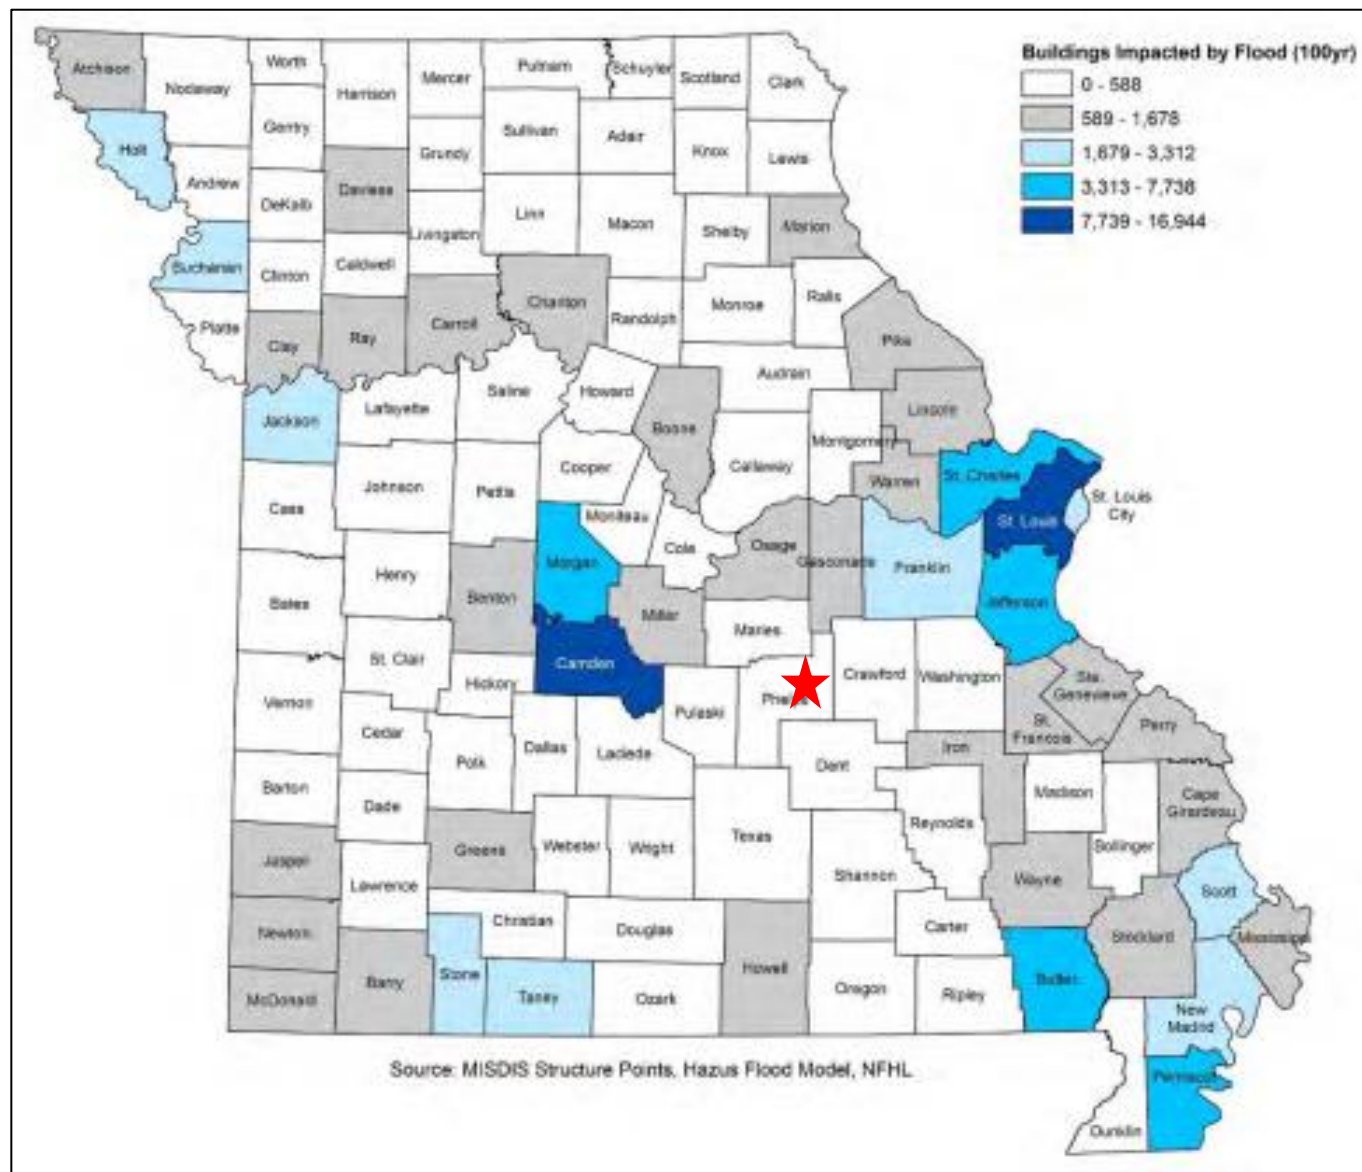 Buildings Impacted by Flood (100yr)
0 - 588
589 - 1,678
1,679 - 3,312
3,313 - 7,738
7,739 - 16,944
Atchison
Nodaway
Worth
Harrison
Mercer
Putnam
Schuyler
Scotland
Clark
Gentry
Sullivan
Adair
Knox
Lewis
Holt
Andrew
DeKalb
Daviess
Grundy
Linn
Macon
Shelby
Marion
Livingston
Buchanan
Clinton
Caldwell
Platte
Clay
Ray
Carroll
Chariton
Randolph
Monroe
Ralls
Pike
Audrain
Jackson
Lafayette
Saline
Howard
Boone
Callaway
Montgomery
Lincoln
Warren
St. Charles
St. Louis
St. Louis
City
Cass
Johnson
Pettis
Cooper
Moniteau
Cole
Osage
Gasconade
Franklin
Jefferson
Bates
Henry
Benton
Morgan
Miller
Maries
Camden
St. Clair
Hickory
Vernon
Cedar
Polk
Dallas
Laclede
Pulaski
Crawford
Washington
Ste.
Genevieve
St.
Francois
Perry
Barton
Dade
Dent
Iron
Madison
Cape
Girardeau
Jasper
Greene
Webster
Wright
Texas
Reynolds
Bollinger
Lawrence
Shannon
Wayne
Scott
Newton
Christian
Douglas
Howell
Carter
Stoddard
Mississippi
McDonald
Barry
Stone
Taney
Ozark
Oregon
Ripley
Butler
New
Madrid
Pemiscot
Dunklin
Source: MISDIS Structure Points, Hazus Flood Model, NFHL